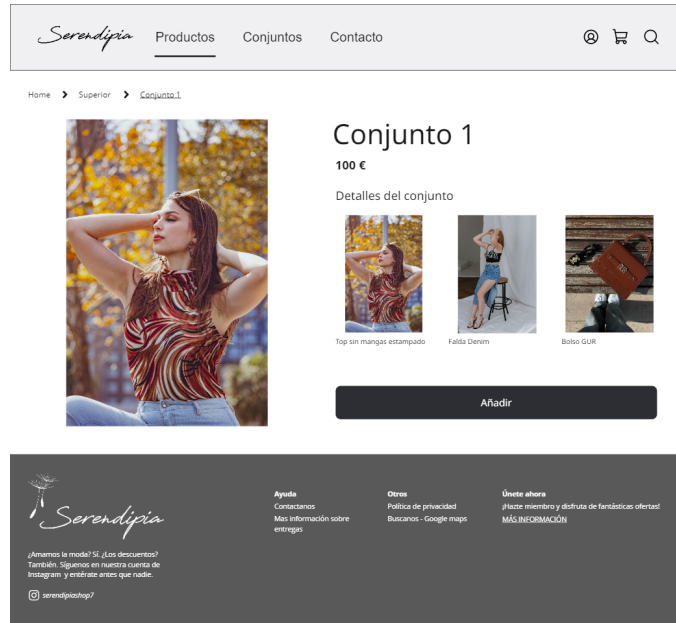 Serendipia
Productos
Conjuntos
Contacto
Home
Superior
Conjunto 1
Conjunto 1
100 €
Detalles del conjunto
Top sin mangas estampado
Falda Denim
Bolso GUR
Añadir
Serendipia
¿Amamos la moda? Sí. ¿Los descuentos?
También. Síguenos en nuestra cuenta de
Instagram y entérate antes que nadie.
serendipiashop7
Ayuda
Contactanos
Mas información sobre
entregas
Otros
Política de privacidad
Buscanos - Google maps
Únete ahora
¡Hazte miembro y disfruta de fantásticas ofertas!
MÁS INFORMACIÓN